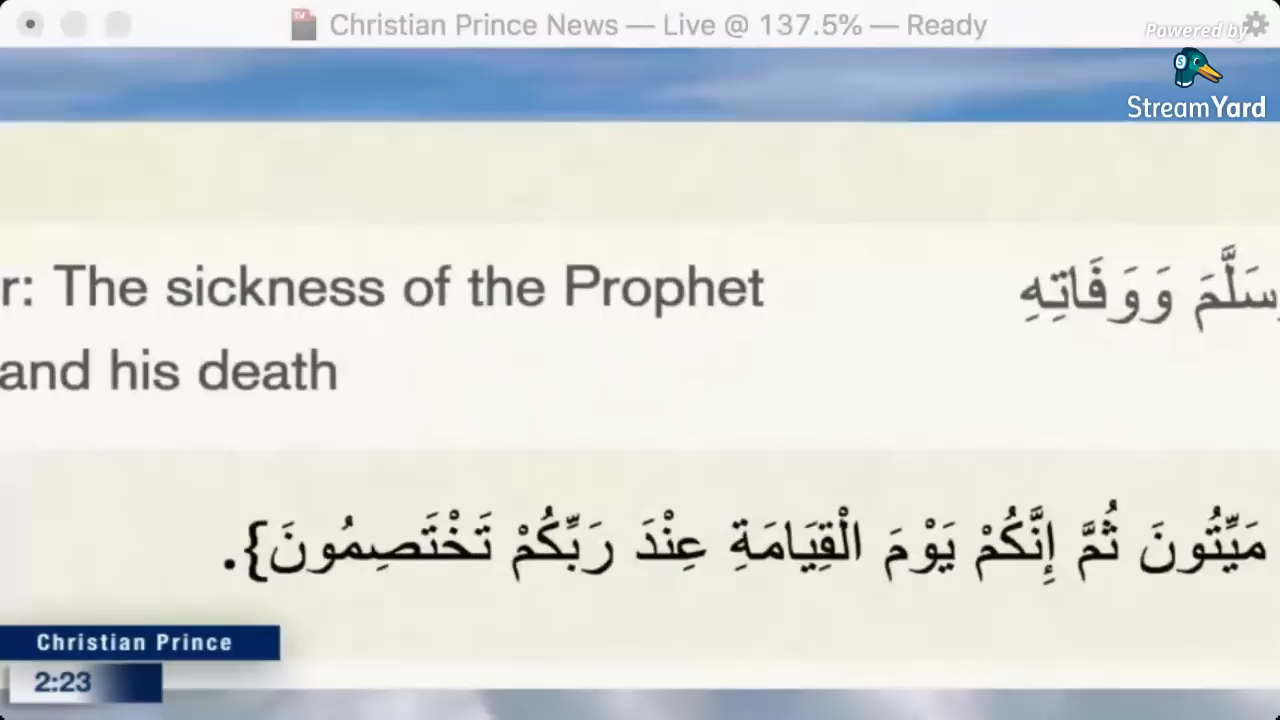 Christian Prince News — Live @ 137.5% — Ready
Powered by
StreamYard
r: The sickness of the Prophet
and his death
وَسَلَّمَ وَوَفَاتِهِ
مَيِّتُونَ ثُمَّ إِنَّكُمْ يَوْمَ الْقِيَامَةِ عِنْدَ رَبِّكُمْ تَخْتَصِمُونَ}.
Christian Prince
2:23